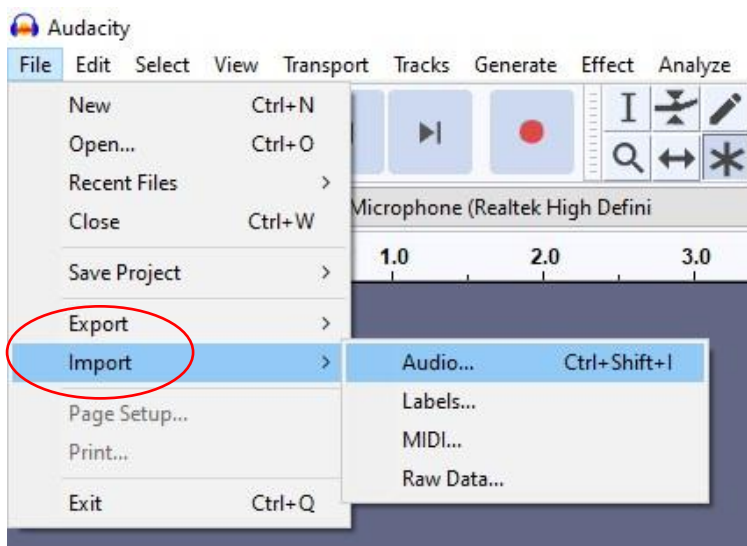 Audacity
File Edit Select View Transport Tracks Generate Effect Analyze
New Ctrl+N
Open... Ctrl+O
Recent Files >
Close Ctrl+W
Microphone (Realtek High Defini
1.0 2.0 3.0
Save Project >
Export >
Import >
Audio... Ctrl+Shift+I
Labels...
MIDI...
Raw Data...
Page Setup...
Print...
Exit Ctrl+Q